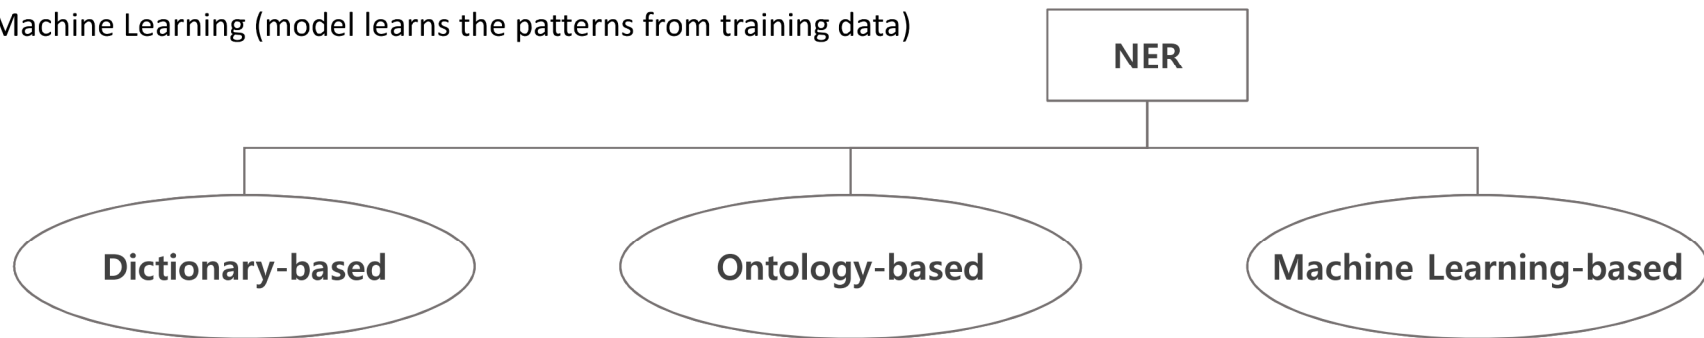 Machine Learning (model learns the patterns from training data)
NER
Dictionary-based
Ontology-based
Machine Learning-based